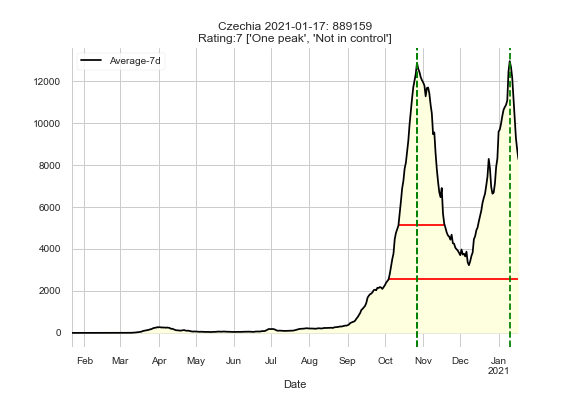 Czechia 2021-01-17: 889159
Rating:7 ['One peak', 'Not in control']
Average-7d
12000
10000
8000
6000
4000
2000
0
Feb Mar Apr May Jun Jul Aug Sep Oct Nov Dec Jan
2021
Date